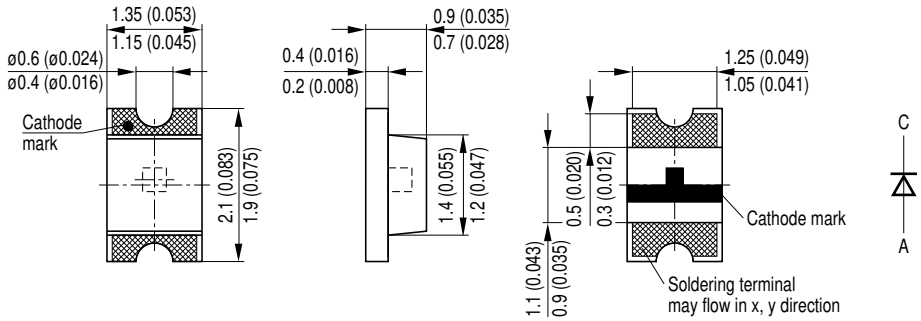 1.35 (0.053)
1.15 (0.045)
ø0.6 (ø0.024)
ø0.4 (ø0.016)
Cathode
mark
2.1 (0.083)
1.9 (0.075)
0.9 (0.035)
0.7 (0.028)
0.4 (0.016)
0.2 (0.008)
1.4 (0.055)
1.2 (0.047)
1.25 (0.049)
1.05 (0.041)
0.5 (0.020)
0.3 (0.012)
1.1 (0.043)
0.9 (0.035)
Cathode mark
Soldering terminal
may flow in x, y direction
C
A